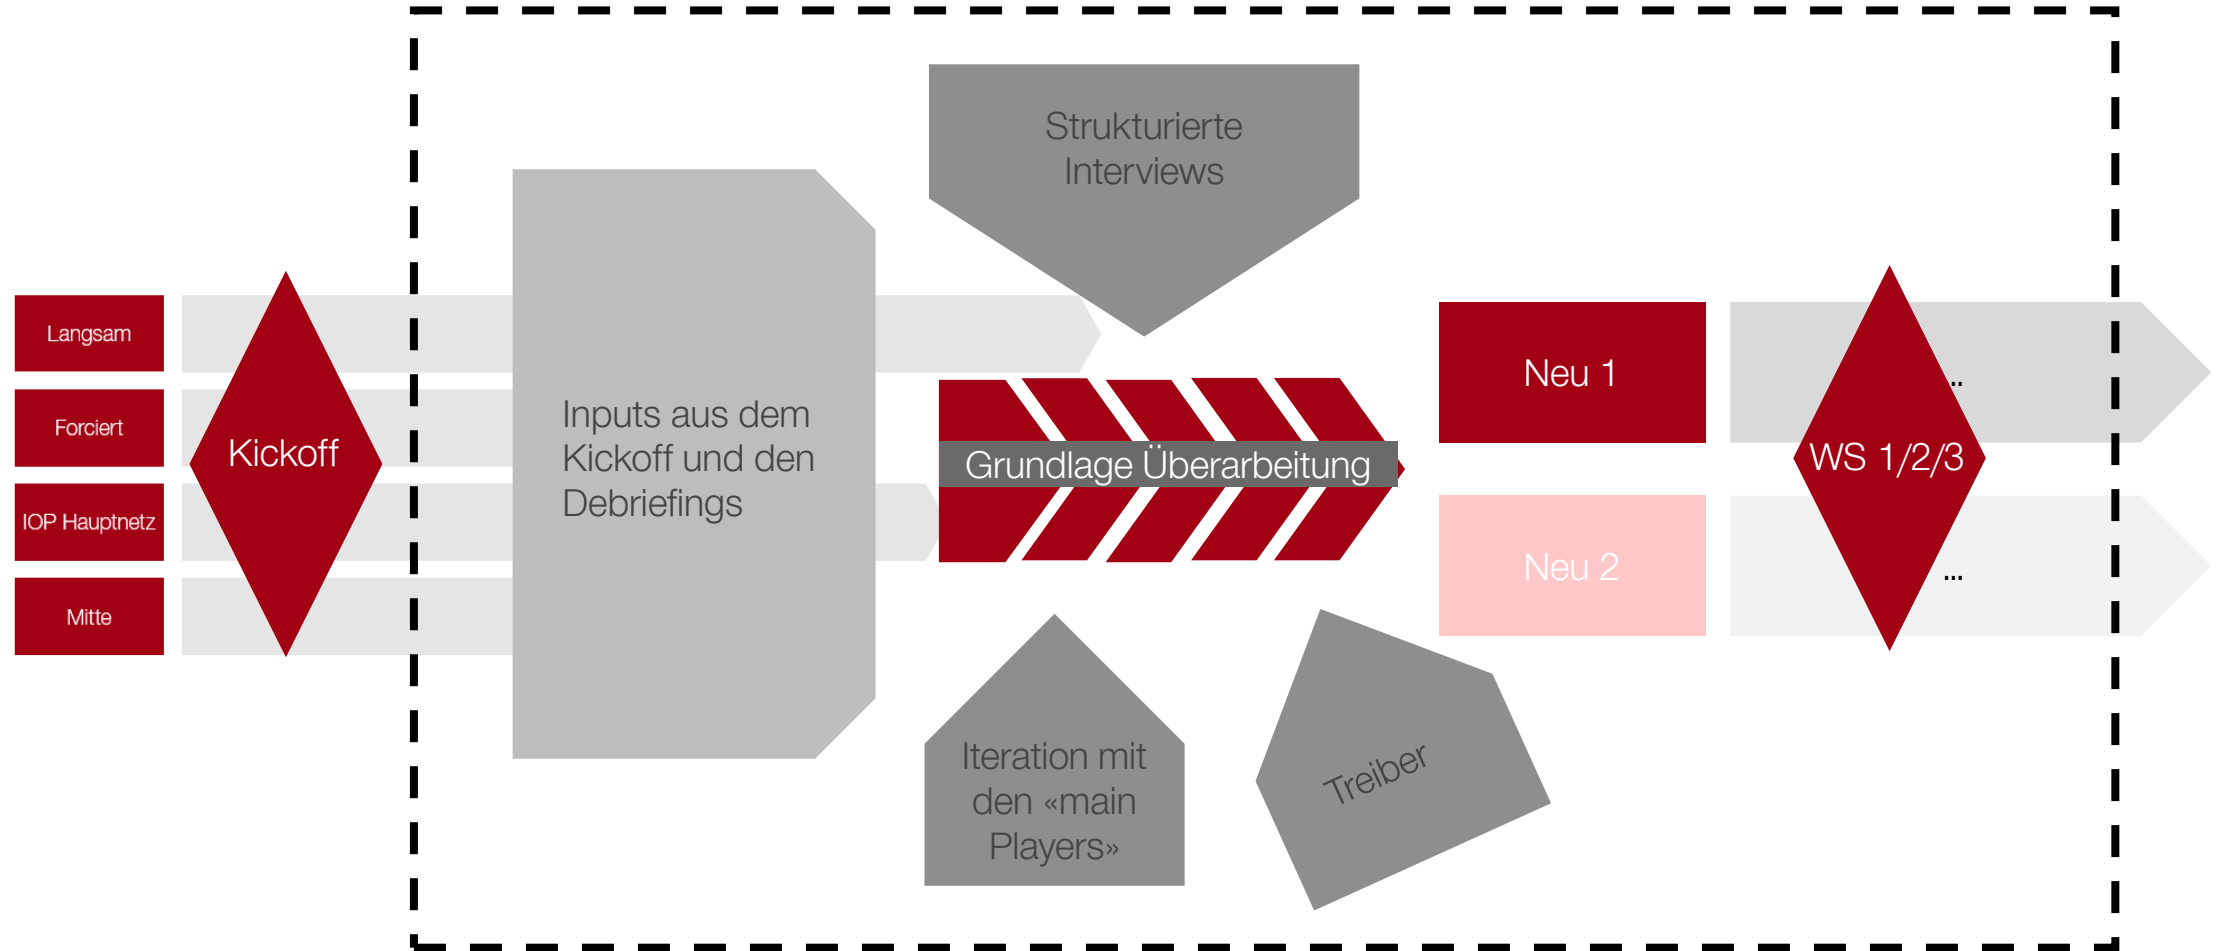 Langsam
Forciert
IOP Hauptnetz
Mitte
Kickoff
Inputs aus dem
Kickoff und den
Debriefings
Strukturierte
Interviews
Grundlage Überarbeitung
Iteration mit
den «main
Players»
Treiber
Neu 1
Neu 2
..
WS 1/2/3
...